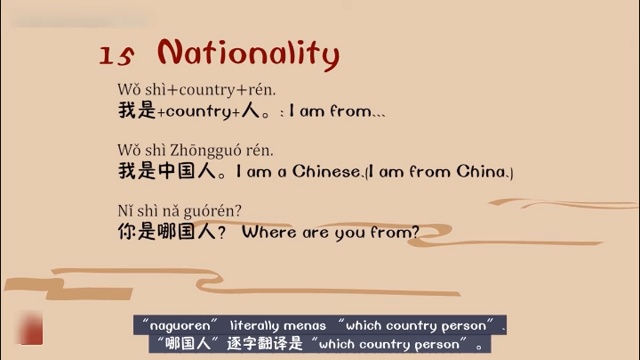 15 Nationality
Wǒ shì+country+rén.
我是+country+人。: I am from...
Wǒ shì Zhōngguó rén.
我是中国人。I am a Chinese.(I am from China.)
Nǐ shì nǎ guórén?
你是哪国人? Where are you from?
"naguoren" literally menas "which country person".
"哪国人"逐字翻译是"which country person"。